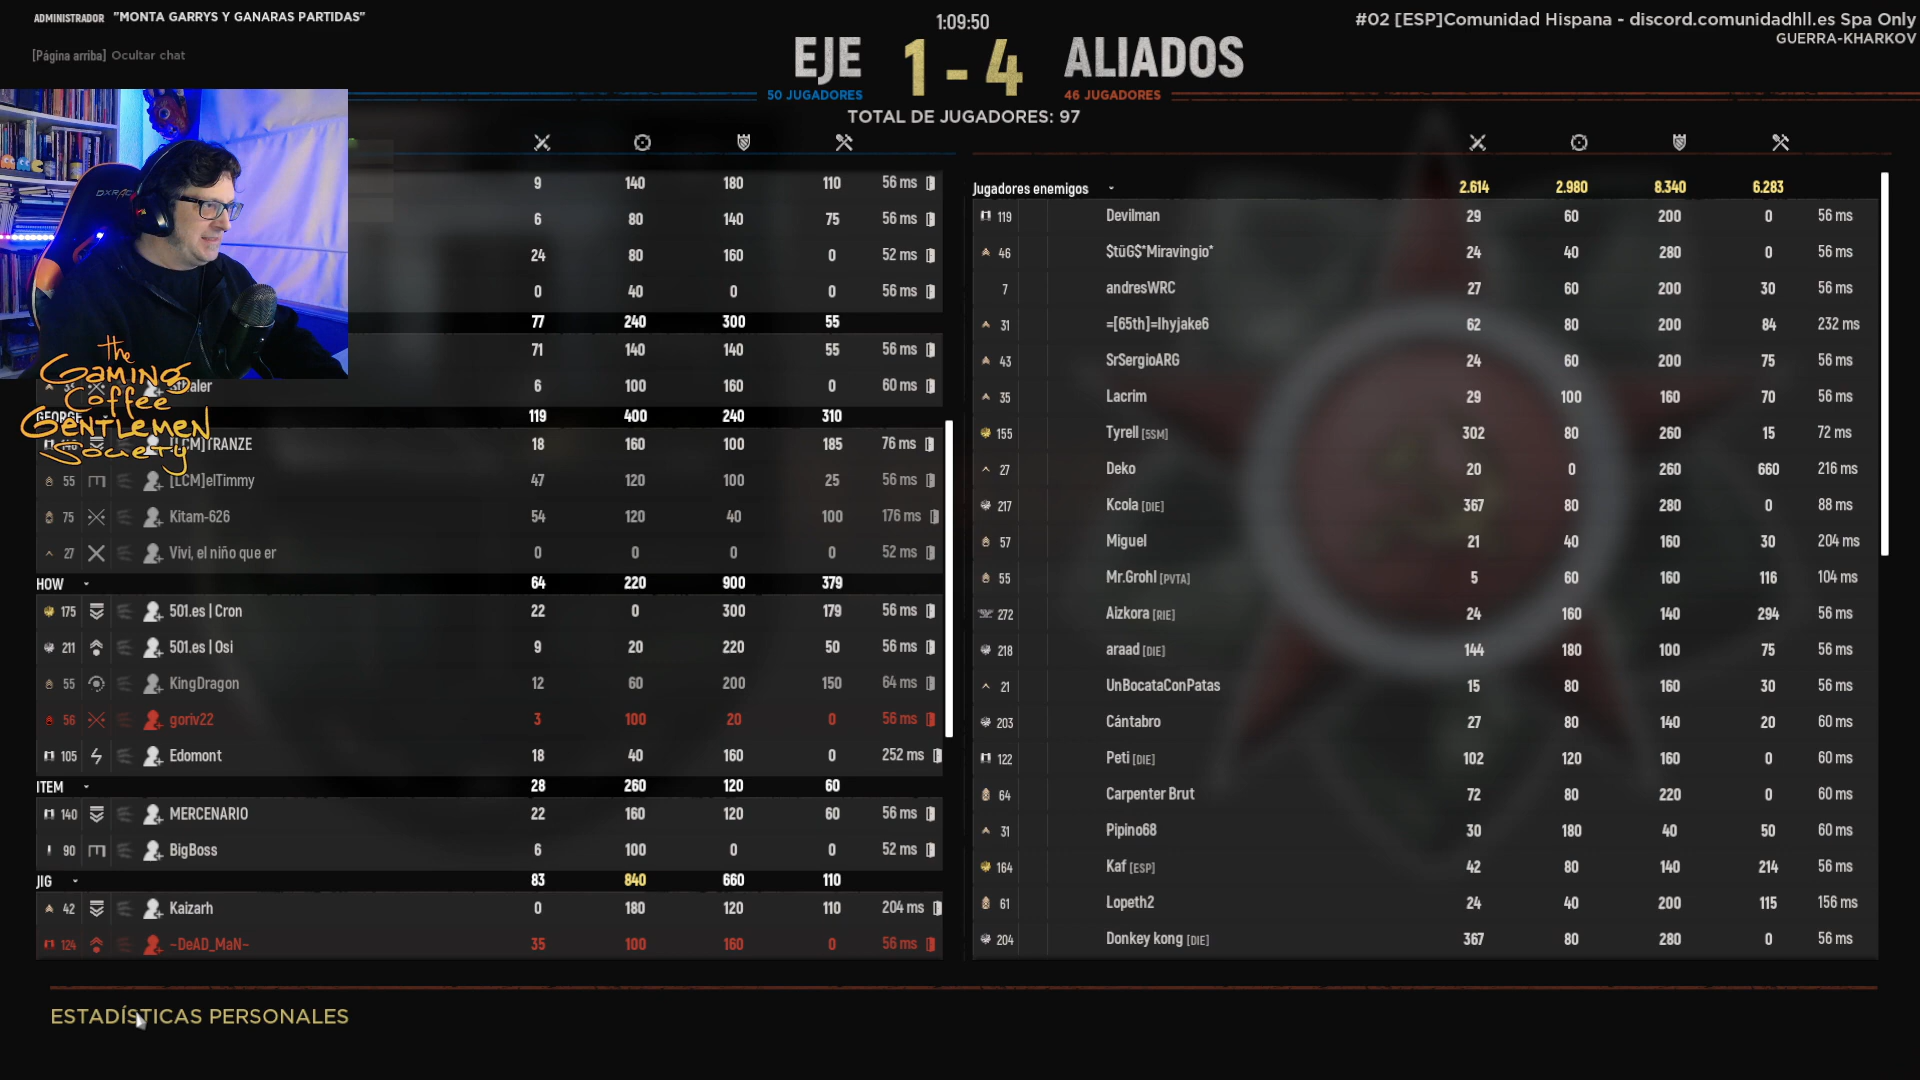 ADMINISTRADOR "MONTA GARRYS Y GANARAS PARTIDAS"
[Página arriba] Ocultar chat
1:09:50
EJE 1 - 4 ALIADOS
50 JUGADORES 46 JUGADORES
TOTAL DE JUGADORES: 97
#02 [ESP]Comunidad Hispana - discord.comunidadhll.es Spa Only
GUERRA-KHARKOV
DXRAC
The
Gaming
Coffee
Gentlemen
Society
9 140 180 110 56 ms
6 80 140 75 56 ms
24 80 160 0 52 ms
0 40 0 0 56 ms
77 240 300 55
71 140 140 55 56 ms
6 100 160 0 60 ms
GEORGE 119 400 240 310
TRANZE 18 160 100 185 76 ms
55 [LCM]elTimmy 47 120 100 25 56 ms
75 Kitam-626 54 120 40 100 176 ms
27 Vivi, el niño que er 0 0 0 0 52 ms
HOW 64 220 900 379
175 501.es | Cron 22 0 300 179 56 ms
211 501.es | Osi 9 20 220 50 56 ms
55 KingDragon 12 60 200 150 64 ms
56 goriv22 3 100 20 0 56 ms
105 Edomont 18 40 160 0 252 ms
ITEM 28 260 120 60
140 MERCENARIO 22 160 120 60 56 ms
90 BigBoss 6 100 0 0 52 ms
JIG 83 840 660 110
42 Kaizarh 0 180 120 110 204 ms
124 ~DeAD_MaN~ 35 100 160 0 56 ms
Jugadores enemigos 2.614 2.980 8.340 6.283
119 Devilman 29 60 200 0 56 ms
46 $tüG$*Miravingio* 24 40 280 0 56 ms
7 andresWRC 27 60 200 30 56 ms
31 =[65th]=lhyjake6 62 80 200 84 232 ms
43 SrSergioARG 24 60 200 75 56 ms
35 Lacrim 29 100 160 70 56 ms
155 Tyrell [5SM] 302 80 260 15 72 ms
27 Deko 20 0 260 660 216 ms
217 Kcola [DIE] 367 80 280 0 88 ms
57 Miguel 21 40 160 30 204 ms
55 Mr.Grohl [PVTA] 5 60 160 116 104 ms
272 Aizkora [RIE] 24 160 140 294 56 ms
218 araad [DIE] 144 180 100 75 56 ms
21 UnBocataConPatas 15 80 160 30 56 ms
203 Cántabro 27 80 140 20 60 ms
122 Peti [DIE] 102 120 160 0 60 ms
64 Carpenter Brut 72 80 220 0 60 ms
31 Pipino68 30 180 40 50 60 ms
164 Kaf [ESP] 42 80 140 214 56 ms
61 Lopeth2 24 40 200 115 156 ms
204 Donkey kong [DIE] 367 80 280 0 56 ms
ESTADÍSTICAS PERSONALES